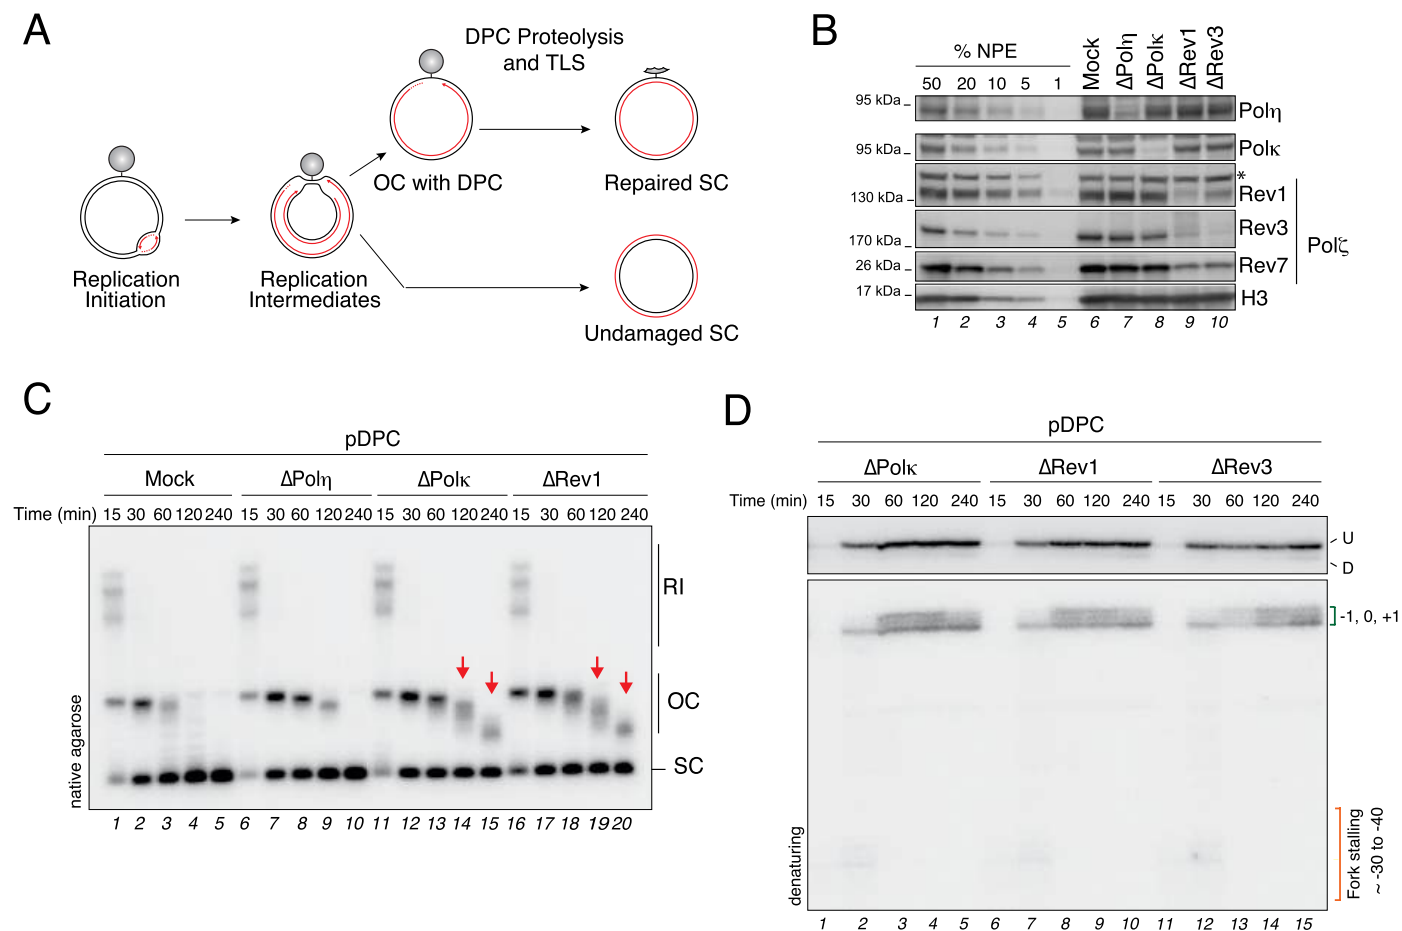 A
DPC Proteolysis
and TLS
OC with DPC
Repaired SC
Replication
Initiation
Replication
Intermediates
Undamaged SC
B
% NPE
50 20 10 5 1 Mock ΔPolη ΔPolκ ΔRev1 ΔRev3
95 kDa Polη
95 kDa Polκ
*
130 kDa Rev1
170 kDa Rev3
Polζ
26 kDa Rev7
17 kDa H3
1 2 3 4 5 6 7 8 9 10
C
pDPC
Mock ΔPolη ΔPolκ ΔRev1
Time (min) 15 30 60 120 240 15 30 60 120 240 15 30 60 120 240 15 30 60 120 240
RI
OC
SC
native agarose
1 2 3 4 5 6 7 8 9 10 11 12 13 14 15 16 17 18 19 20
D
pDPC
ΔPolκ ΔRev1 ΔRev3
Time (min) 15 30 60 120 240 15 30 60 120 240 15 30 60 120 240
U
D
-1, 0, +1
Fork stalling
~ -30 to -40
denaturing
1 2 3 4 5 6 7 8 9 10 11 12 13 14 15